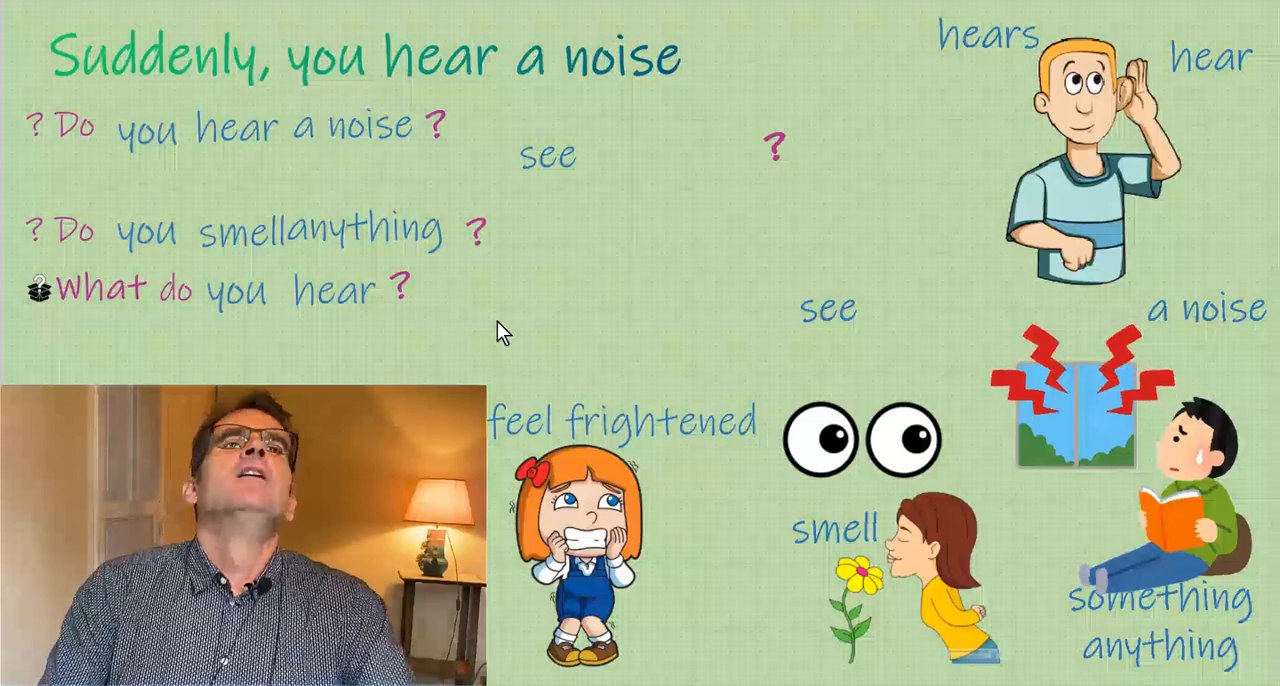 Suddenly, you hear a noise
hears
hear
? Do you hear a noise ?
see
?
? Do you smellanything ?
? What do you hear ?
see
a noise
feel frightened
smell
something
anything